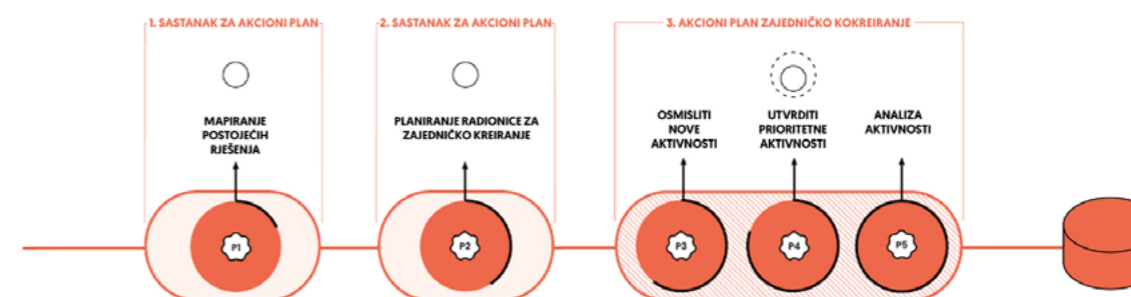 1. SASTANAK ZA AKCIONI PLAN
2. SASTANAK ZA AKCIONI PLAN
3. AKCIONI PLAN ZAJEDNIČKO KOKREIRANJE
MAPIRANJE
POSTOJEĆIH
RJEŠENJA
PLANIRANJE RADIONICE ZA
ZAJEDNIČKO KREIRANJE
OSMISLITI
NOVE
AKTIVNOSTI
UTVRDITI
PRIORITETNE
AKTIVNOSTI
ANALIZA
AKTIVNOSTI
P1
P2
P3
P4
P5